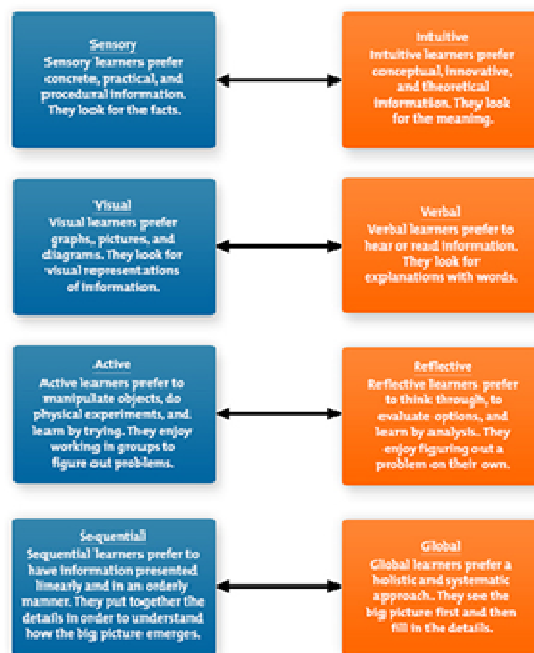 Sensory
Sensory learners prefer
concrete, practical, and
procedural information.
They look for the facts.
Intuitive
Intuitive learners prefer
conceptual, innovative,
and theoretical
information. They look
for the meaning.
Visual
Visual learners prefer
graphs, pictures, and
diagrams. They look for
visual representations
of information.
Verbal
Verbal learners prefer to
hear or read information.
They look for
explanations with words.
Active
Active learners prefer to
manipulate objects, do
physical experiments, and
learn by trying. They enjoy
working in groups to
figure out problems.
Reflective
Reflective learners prefer
to think through, to
evaluate options, and
learn by analysis. They
enjoy figuring out a
problem on their own.
Sequential
Sequential learners prefer to
have information presented
linearly and in an orderly
manner. They put together the
details in order to understand
how the big picture emerges.
Global
Global learners prefer a
holistic and systematic
approach. They see the
big picture first and then
fill in the details.